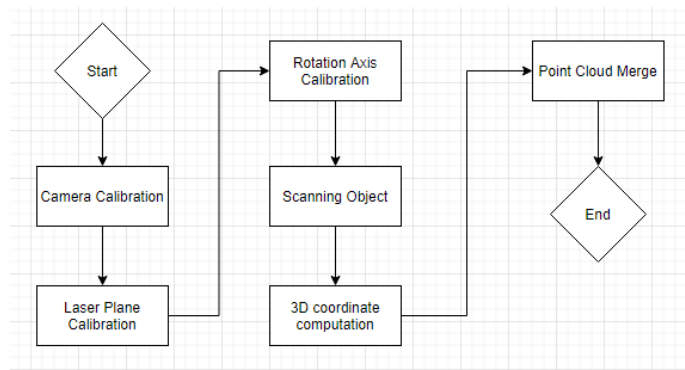 Start
Camera Calibration
Laser Plane
Calibration
Rotation Axis
Calibration
Scanning Object
3D coordinate
computation
Point Cloud Merge
End